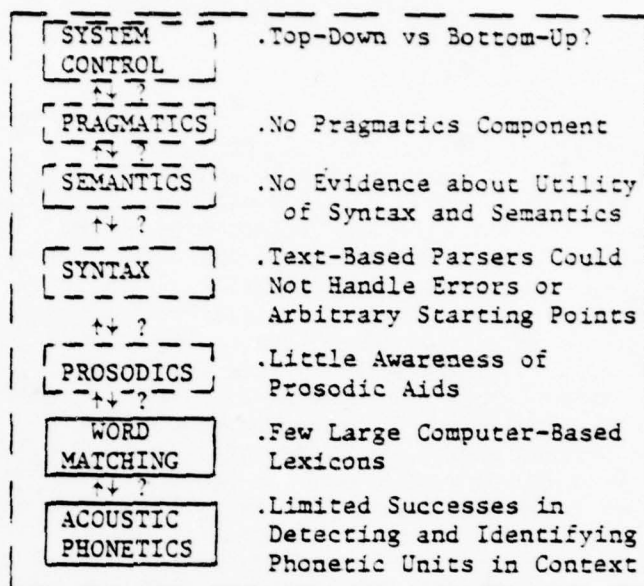 SYSTEM .Top-Down vs Bottom-Up?
CONTROL
↑↓ ?
PRAGMATICS .No Pragmatics Component
↑↓ ?
SEMANTICS .No Evidence about Utility
↑↓ ? of Syntax and Semantics
SYNTAX .Text-Based Parsers Could
Not Handle Errors or
↑↓ ? Arbitrary Starting Points
PROSODICS .Little Awareness of
↑↓ ? Prosodic Aids
WORD .Few Large Computer-Based
MATCHING Lexicons
↑↓ ?
ACOUSTIC .Limited Successes in
PHONETICS Detecting and Identifying
Phonetic Units in Context